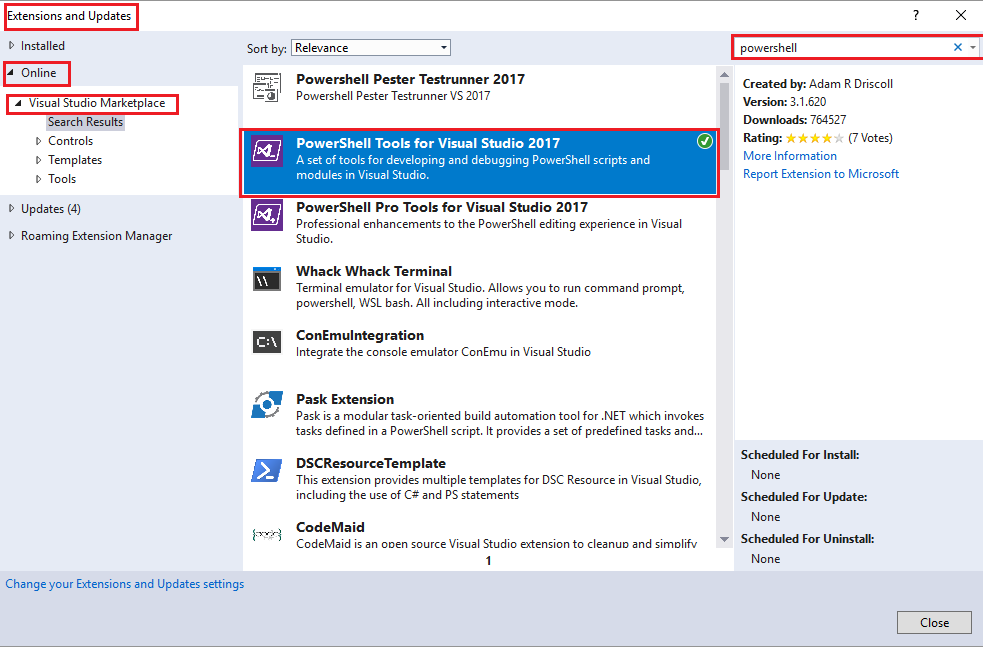 Extensions and Updates
?
Installed
Online
Visual Studio Marketplace
Search Results
Controls
Templates
Tools
Updates (4)
Roaming Extension Manager
Sort by: Relevance
Powershell Pester Testrunner 2017
Powershell Pester Testrunner VS 2017
PowerShell Tools for Visual Studio 2017
A set of tools for developing and debugging PowerShell scripts and
modules in Visual Studio.
PowerShell Pro Tools for Visual Studio 2017
Professional enhancements to the PowerShell editing experience in Visual
Studio.
\\
Whack Whack Terminal
Terminal emulator for Visual Studio. Allows you to run command prompt,
powershell, WSL bash. All including interactive mode.
C:\
ConEmuIntegration
Integrate the console emulator ConEmu in Visual Studio
Pask Extension
Pask is a modular task-oriented build automation tool for .NET which invokes
tasks defined in a PowerShell script. It provides a set of predefined tasks and...
DSCResourceTemplate
This extension provides multiple templates for DSC Resource in Visual Studio,
including the use of C# and PS statements
CodeMaid
CodeMaid is an open source Visual Studio extension to cleanup and simplify
1
powershell
Created by: Adam R Driscoll
Version: 3.1.620
Downloads: 764527
Rating: (7 Votes)
More Information
Report Extension to Microsoft
Scheduled For Install:
None
Scheduled For Update:
None
Scheduled For Uninstall:
None
Change your Extensions and Updates settings
Close